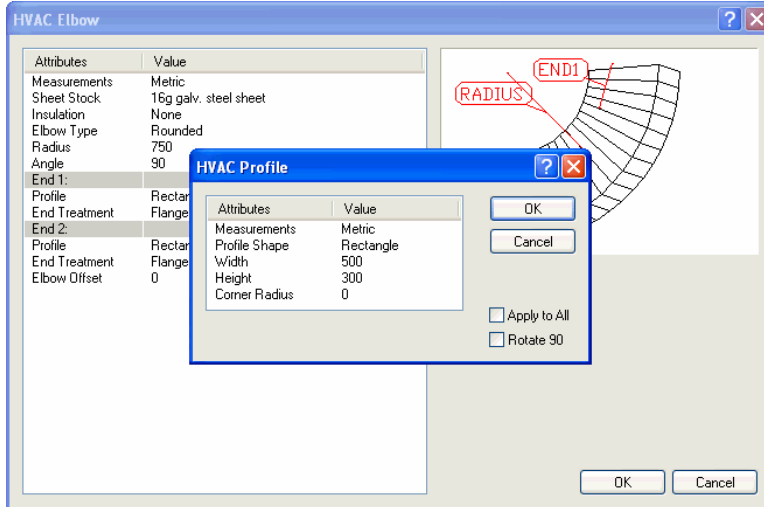 HVAC Elbow
Attributes Value
Measurements Metric
Sheet Stock 16g galv. steel sheet
Insulation None
Elbow Type Rounded
Radius 750
Angle 90
End 1:
Profile Rectan
End Treatment Flange
End 2:
Profile Rectan
End Treatment Flange
Elbow Offset 0
END1
RADIUS
HVAC Profile
Attributes Value
Measurements Metric
Profile Shape Rectangle
Width 500
Height 300
Corner Radius 0
OK
Cancel
Apply to All
Rotate 90
OK Cancel